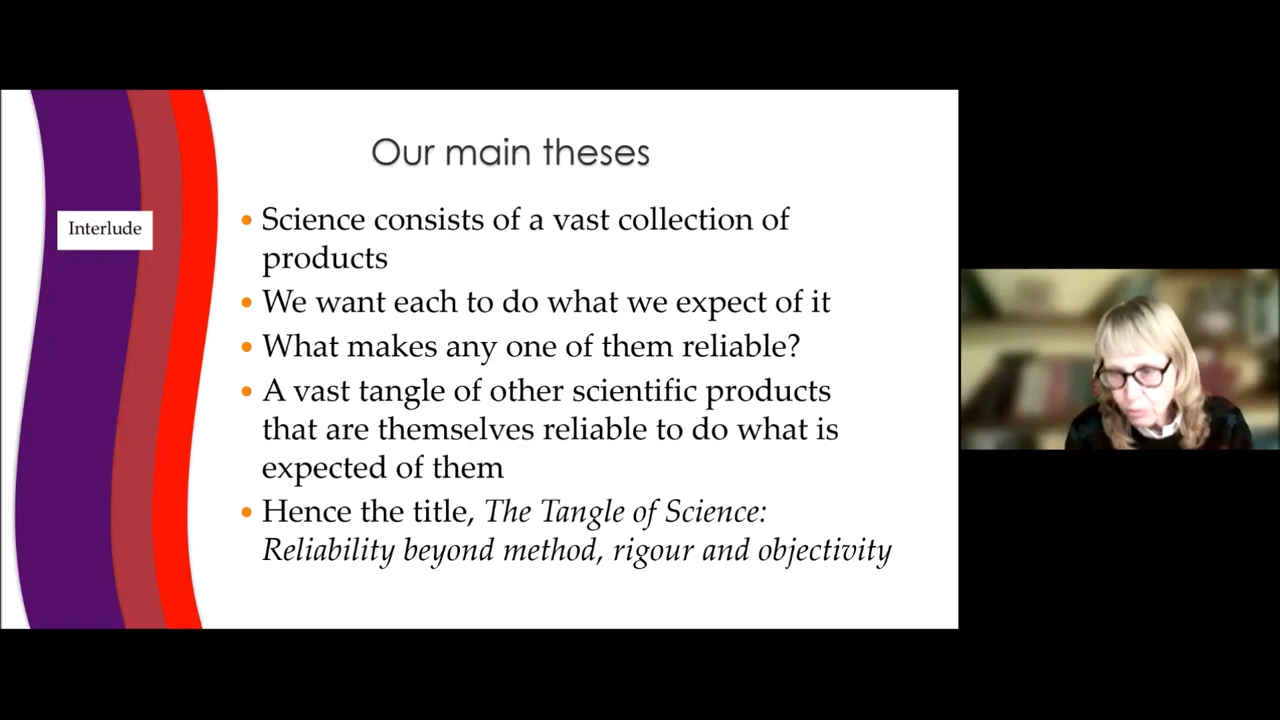 Our main theses
Interlude
• Science consists of a vast collection of
products
• We want each to do what we expect of it
• What makes any one of them reliable?
• A vast tangle of other scientific products
that are themselves reliable to do what is
expected of them
• Hence the title, The Tangle of Science:
Reliability beyond method, rigour and objectivity